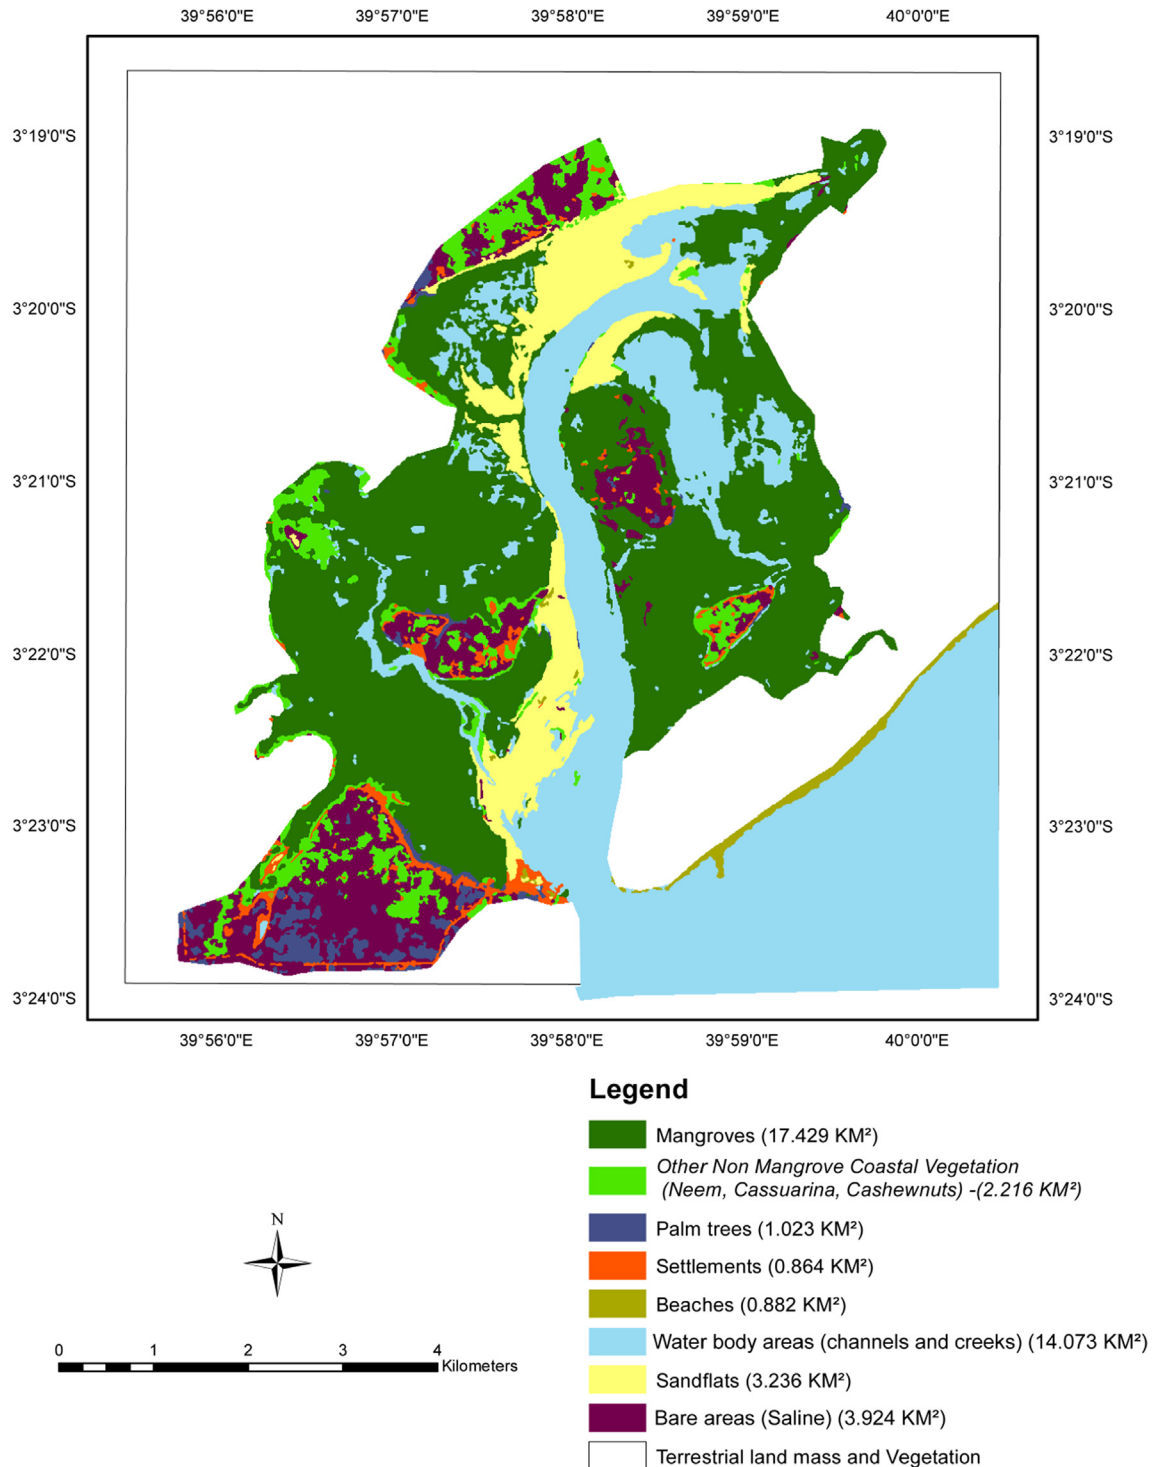 39°56'0"E 39°57'0"E 39°58'0"E 39°59'0"E 40°0'0"E
3°19'0"S 3°19'0"S
3°20'0"S 3°20'0"S
3°21'0"S 3°21'0"S
3°22'0"S 3°22'0"S
3°23'0"S 3°23'0"S
3°24'0"S 3°24'0"S
39°56'0"E 39°57'0"E 39°58'0"E 39°59'0"E 40°0'0"E
Legend
Mangroves (17.429 KM²)
Other Non Mangrove Coastal Vegetation
(Neem, Cassuarina, Cashewnuts) -(2.216 KM²)
Palm trees (1.023 KM²)
Settlements (0.864 KM²)
Beaches (0.882 KM²)
Water body areas (channels and creeks) (14.073 KM²)
Sandflats (3.236 KM²)
Bare areas (Saline) (3.924 KM²)
Terrestrial land mass and Vegetation
N
0 1 2 3 4
Kilometers